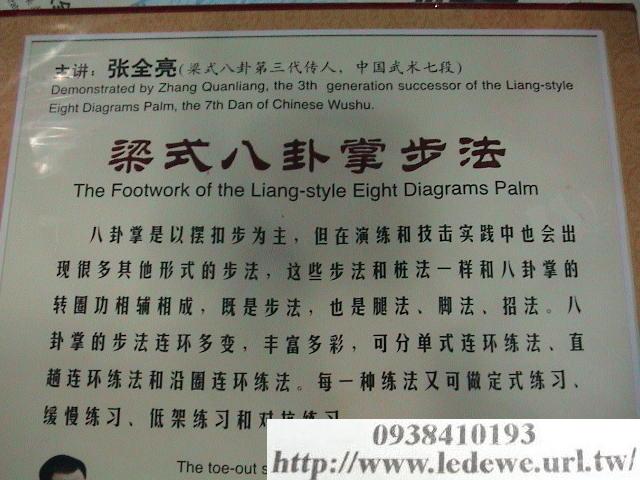 主讲：张全亮(梁式八卦第三代传人，中国武术七段)
Demonstrated by Zhang Quanliang, the 3th generation successor of the Liang-style
Eight Diagrams Palm, the 7th Dan of Chinese Wushu.
梁式八卦掌步法
The Footwork of the Liang-style Eight Diagrams Palm
八卦掌是以摆扣步为主，但在演练和技击实践中也会出
现很多其他形式的步法，这些步法和桩法一样和八卦掌的
转圈功相辅相成，既是步法，也是腿法、脚法、招法。八
卦掌的步法连环多变，丰富多彩，可分单式连环练法、直
趟连环练法和沿圈连环练法。每一种练法又可做定式练习、
缓慢练习、低架练习和对抗练习
The toe-out
0938410193
http://www.ledewe.url.tw/